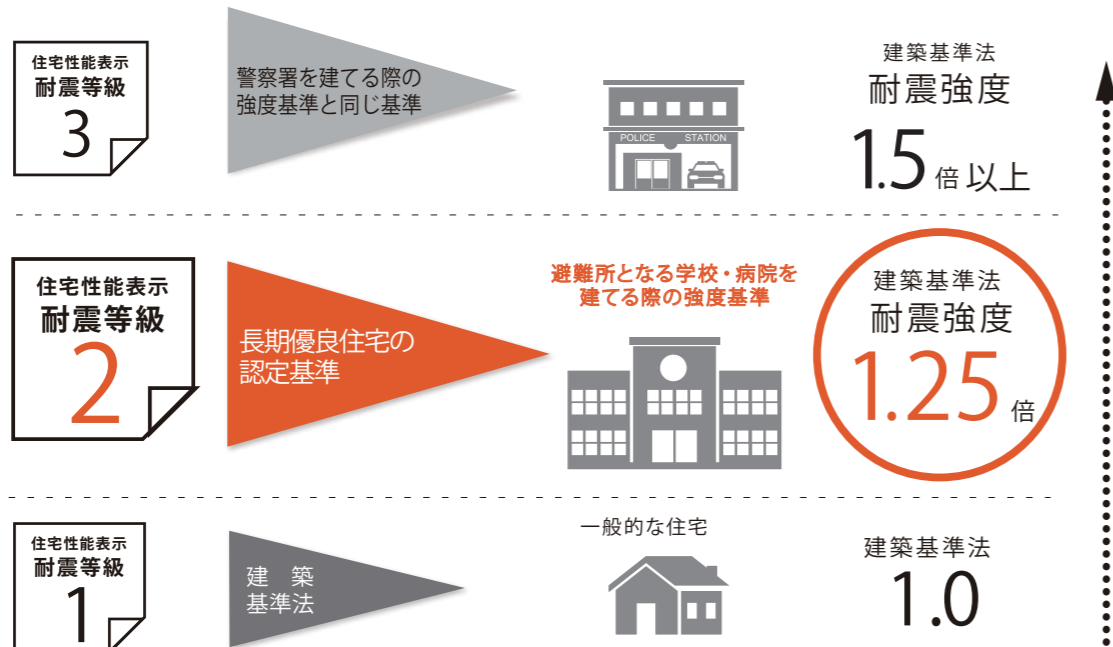 住宅性能表示
耐震等級
3
警察署を建てる際の
強度基準と同じ基準
POLICE STATION
建築基準法
耐震強度
1.5倍以上
住宅性能表示
耐震等級
2
長期優良住宅の
認定基準
避難所となる学校・病院を
建てる際の強度基準
建築基準法
耐震強度
1.25倍
住宅性能表示
耐震等級
1
建 築
基準法
一般的な住宅
建築基準法
1.0